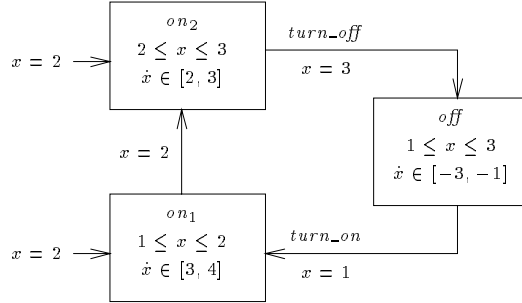 on₂
2 ≤ x ≤ 3
ẋ ∈ [2, 3]
x = 2
turn_off
x = 3
off
1 ≤ x ≤ 3
ẋ ∈ [−3, −1]
x = 2
on₁
1 ≤ x ≤ 2
ẋ ∈ [3, 4]
x = 2
turn_on
x = 1